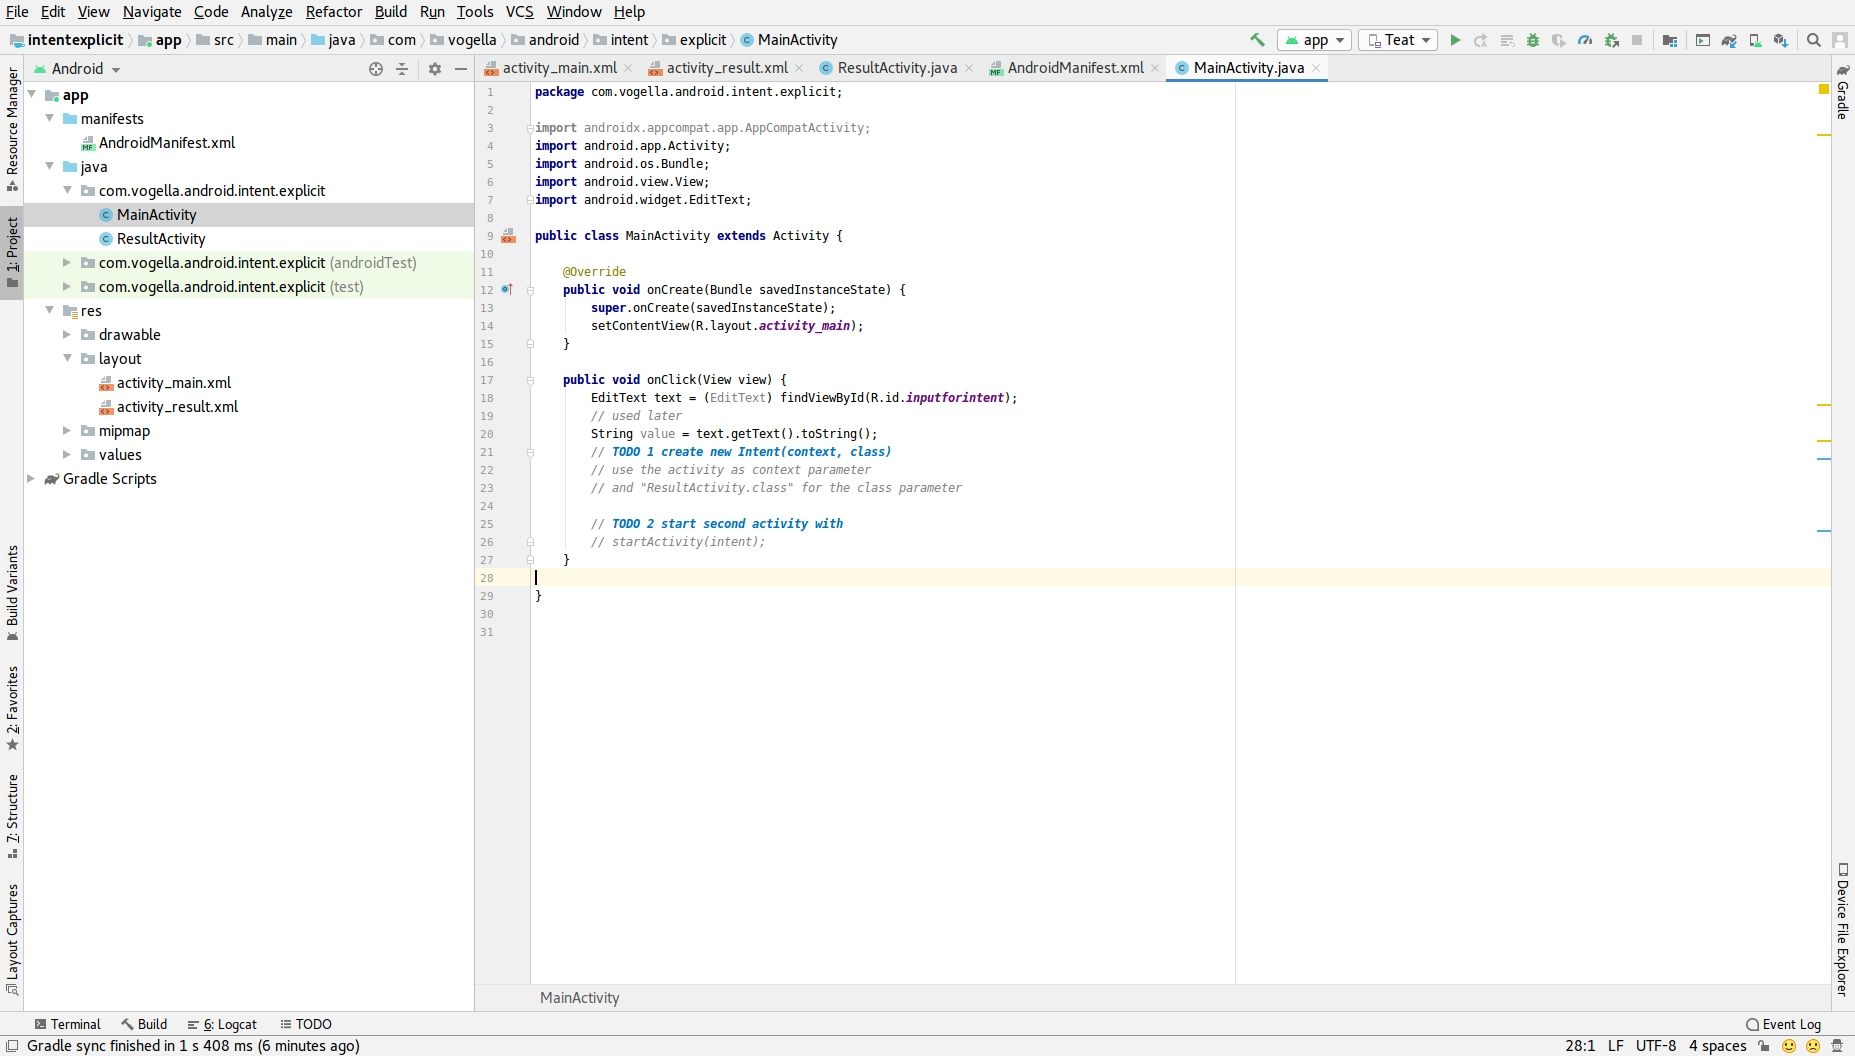 File Edit View Navigate Code Analyze Refactor Build Run Tools VCS Window Help
intentexplicit app src main java com vogella android intent explicit MainActivity app Teat
Android
activity_main.xml activity_result.xml ResultActivity.java AndroidManifest.xml MainActivity.java
Resource Manager
1: Project
Build Variants
2: Favorites
7: Structure
Layout Captures
app
manifests
AndroidManifest.xml
java
com.vogella.android.intent.explicit
MainActivity
ResultActivity
com.vogella.android.intent.explicit (androidTest)
com.vogella.android.intent.explicit (test)
res
drawable
layout
activity_main.xml
activity_result.xml
mipmap
values
Gradle Scripts
1 package com.vogella.android.intent.explicit;
2
3 import androidx.appcompat.app.AppCompatActivity;
4 import android.app.Activity;
5 import android.os.Bundle;
6 import android.view.View;
7 import android.widget.EditText;
8
9 public class MainActivity extends Activity {
10
11 @Override
12 public void onCreate(Bundle savedInstanceState) {
13 super.onCreate(savedInstanceState);
14 setContentView(R.layout.activity_main);
15 }
16
17 public void onClick(View view) {
18 EditText text = (EditText) findViewById(R.id.inputforintent);
19 // used later
20 String value = text.getText().toString();
21 // TODO 1 create new Intent(context, class)
22 // use the activity as context parameter
23 // and "ResultActivity.class" for the class parameter
24
25 // TODO 2 start second activity with
26 // startActivity(intent);
27 }
28
29 }
30
31
MainActivity
Gradle
Device File Explorer
Terminal Build 6: Logcat TODO Event Log
Gradle sync finished in 1 s 408 ms (6 minutes ago) 28:1 LF UTF-8 4 spaces